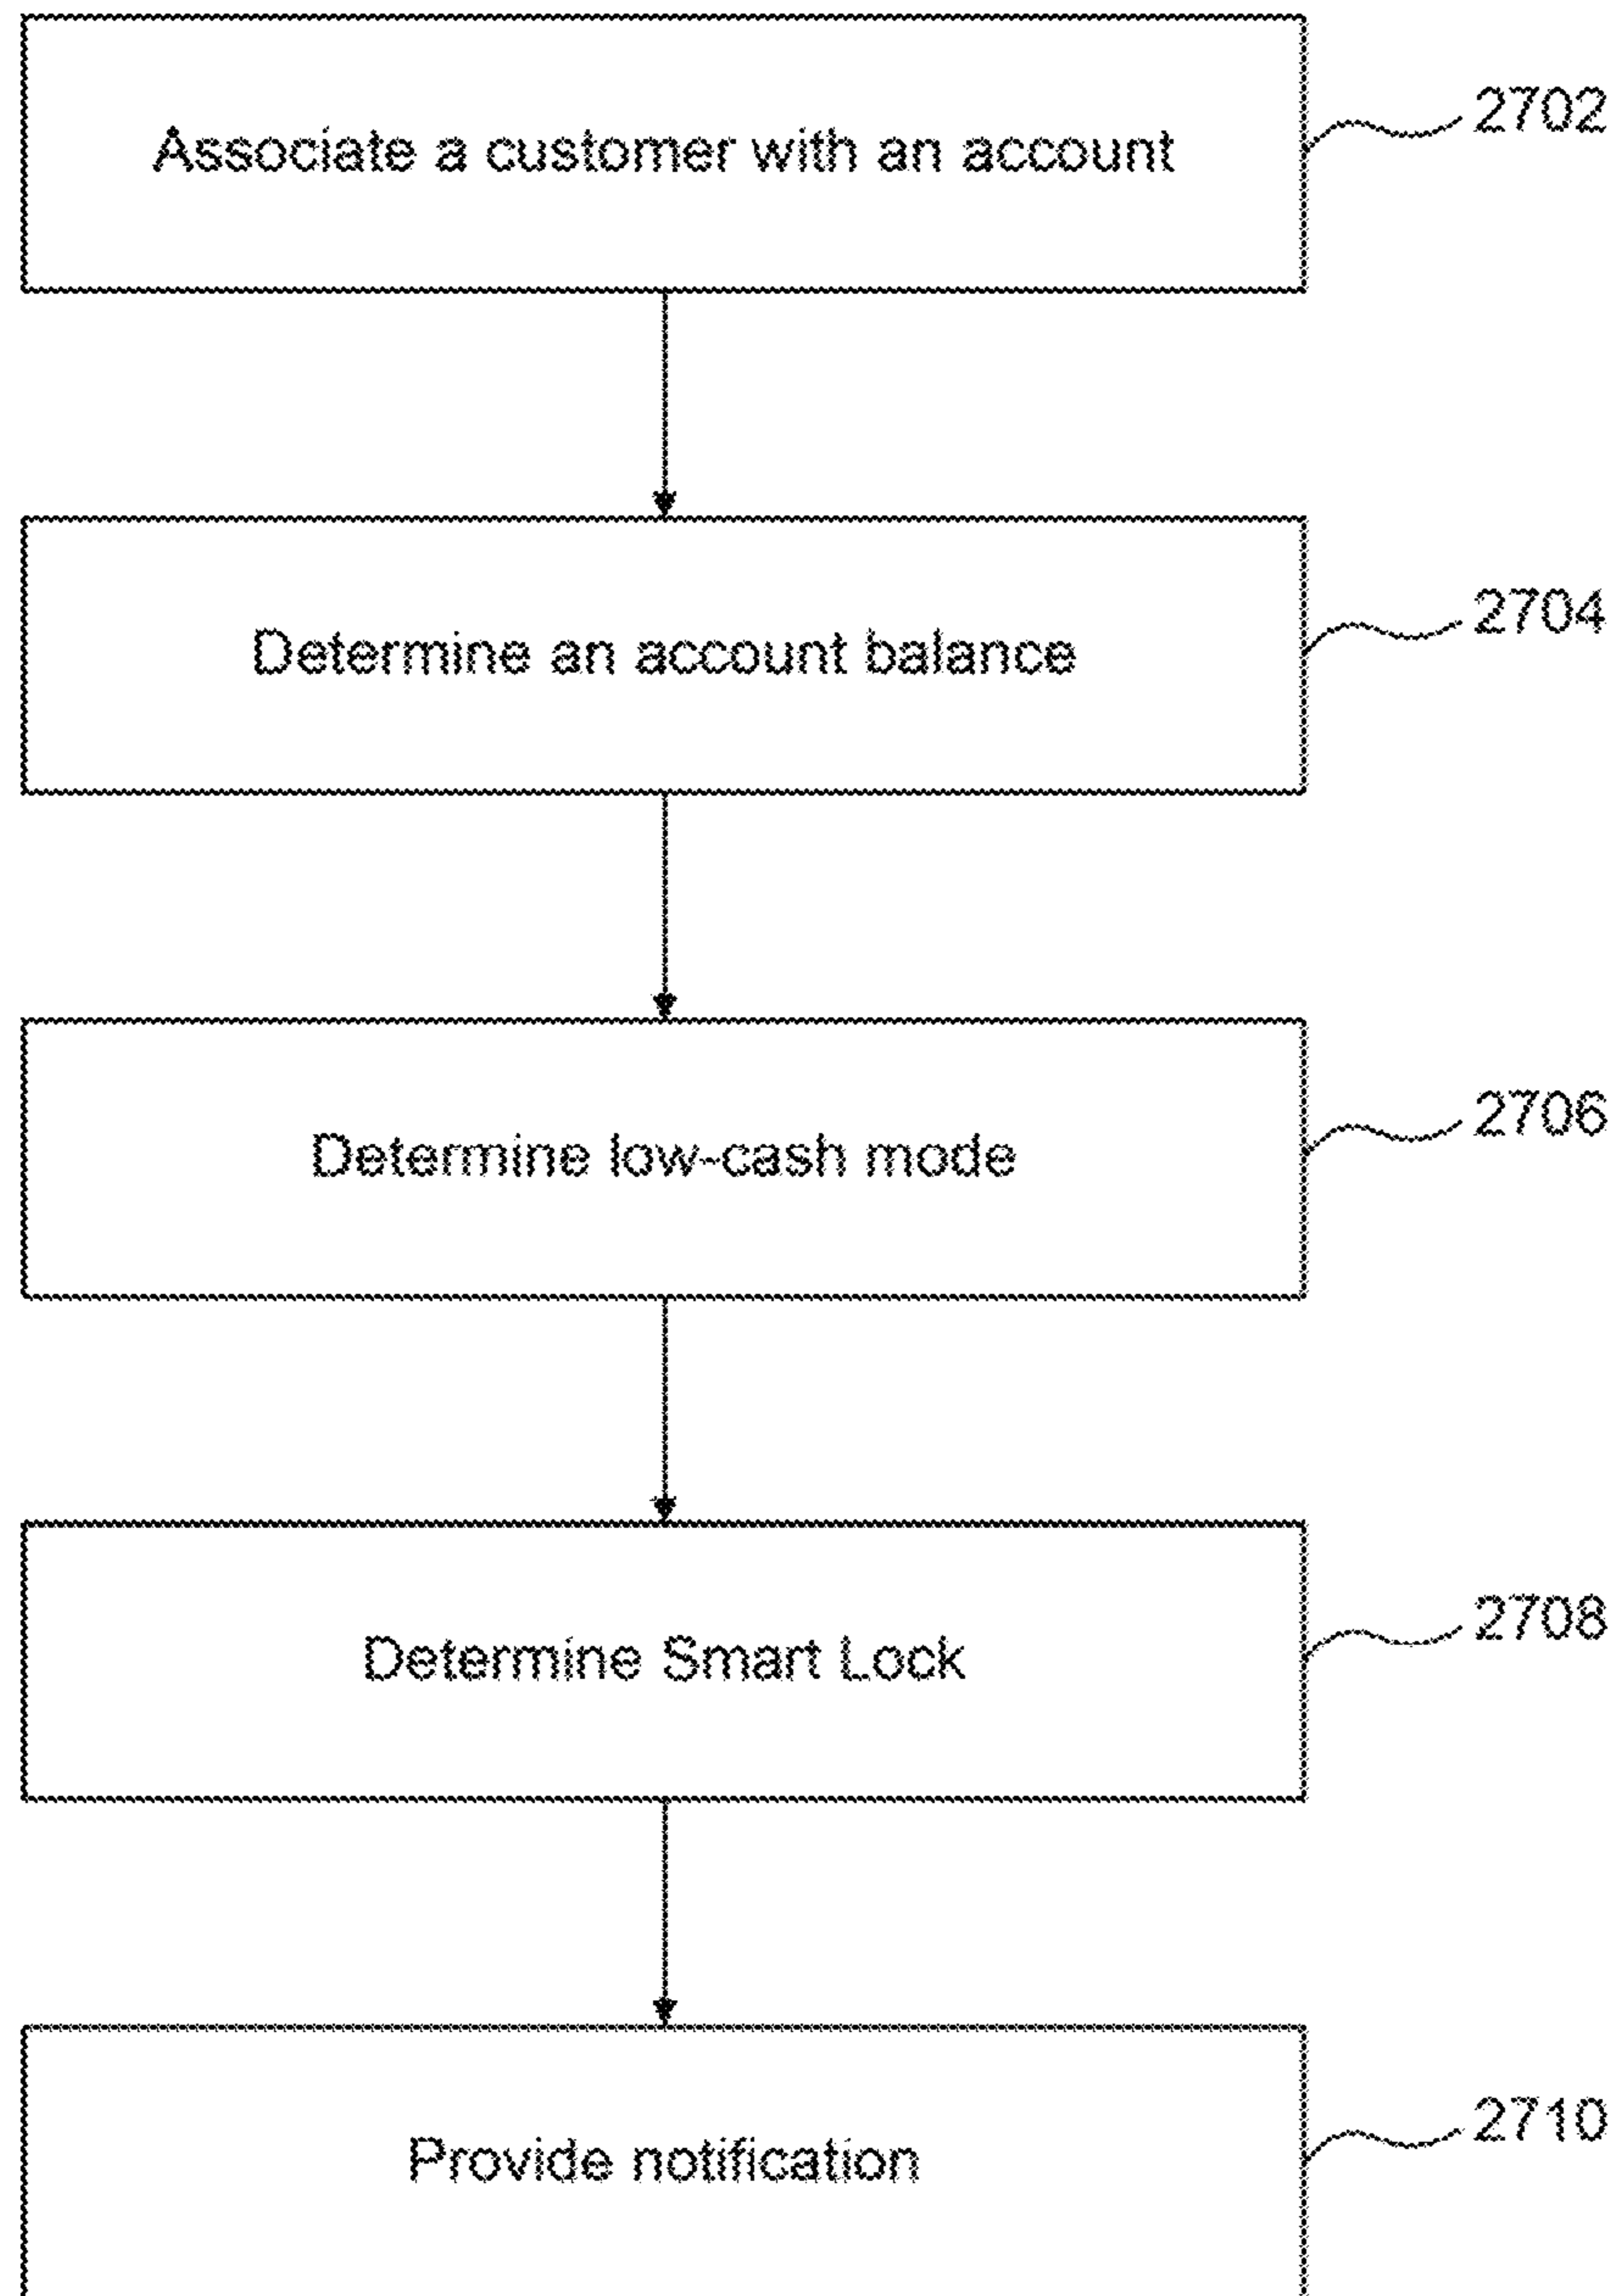 Associate a customer with an account
2702
Determine an account balance
2704
Determine low-cash mode
2706
Determine Smart Lock
2708
Provide notification
2710